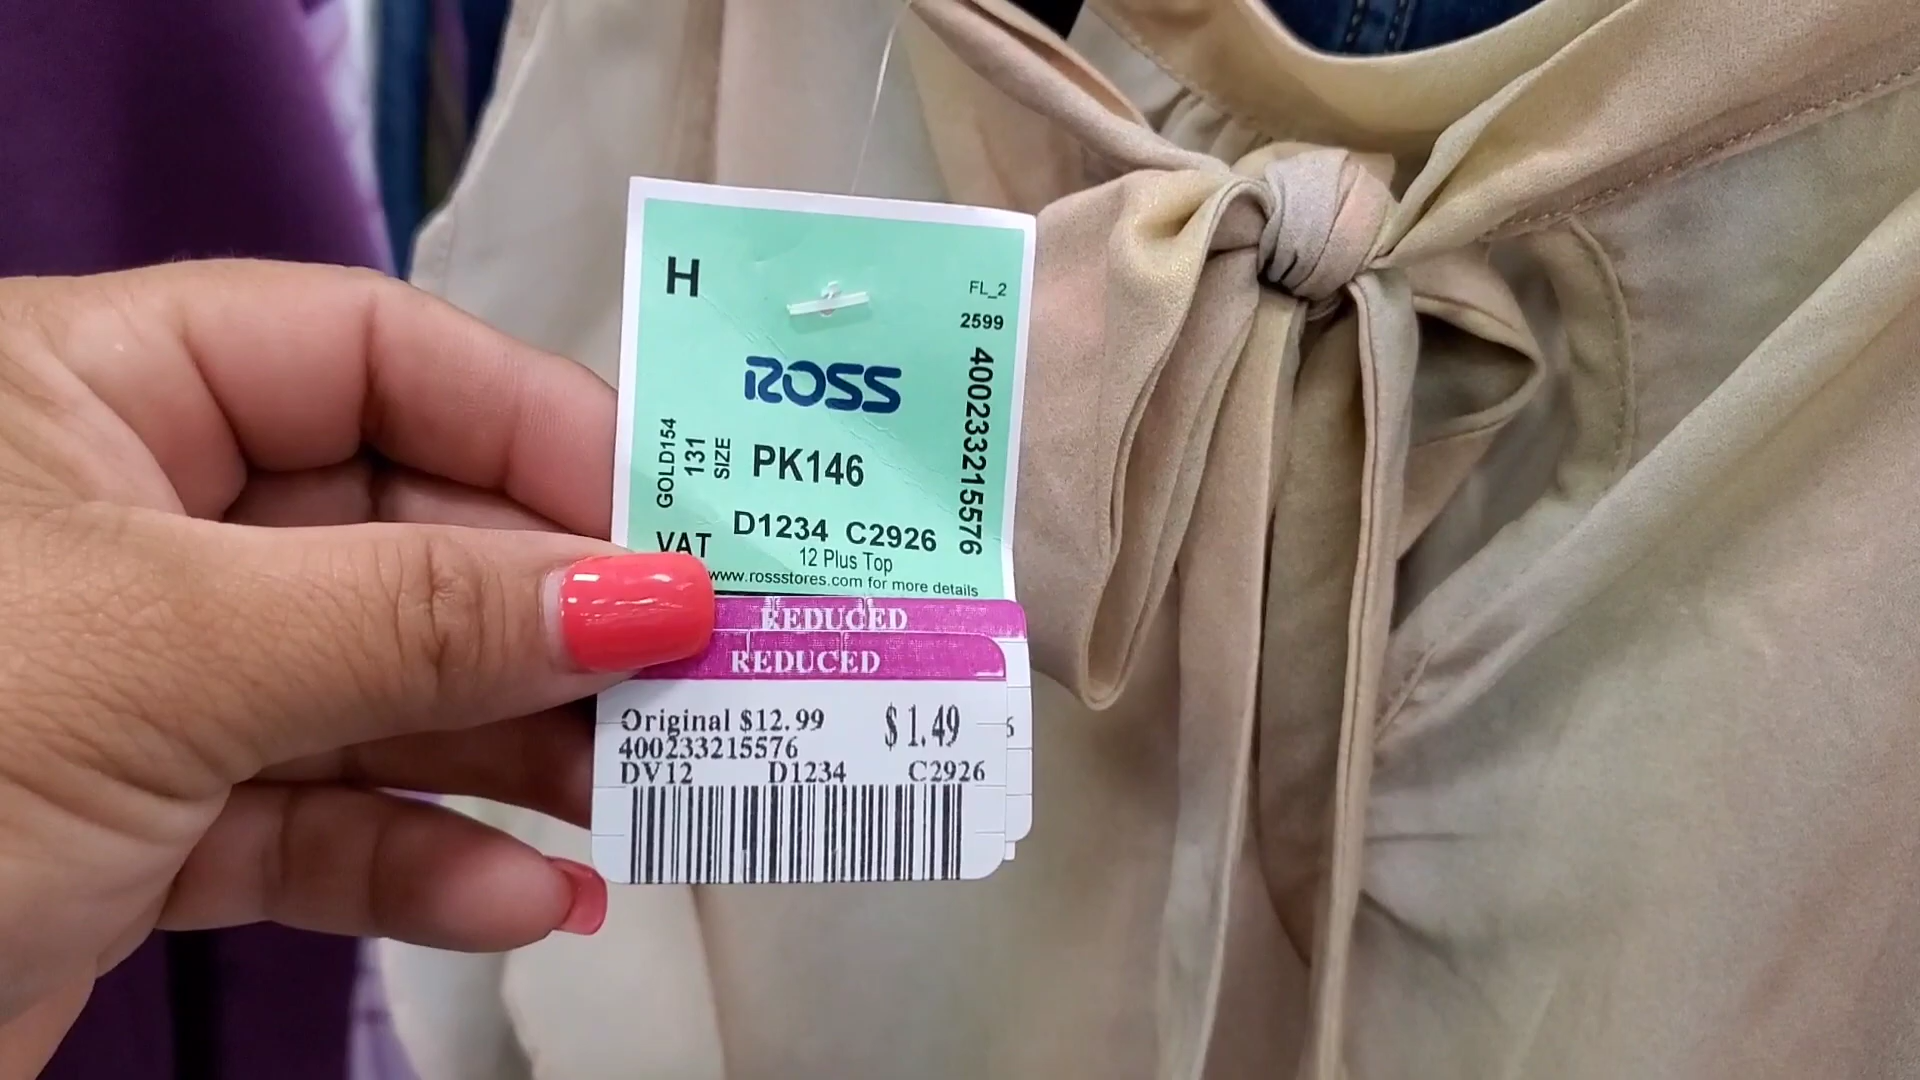 H
FL_2
2599
400233215576
ROSS
GOLD154
131
SIZE
PK146
D1234 C2926
VAT
12 Plus Top
www.rossstores.com for more details
REDUCED
REDUCED
Original $12.99
$1.49
400233215576
DV12 D1234 C2926
6